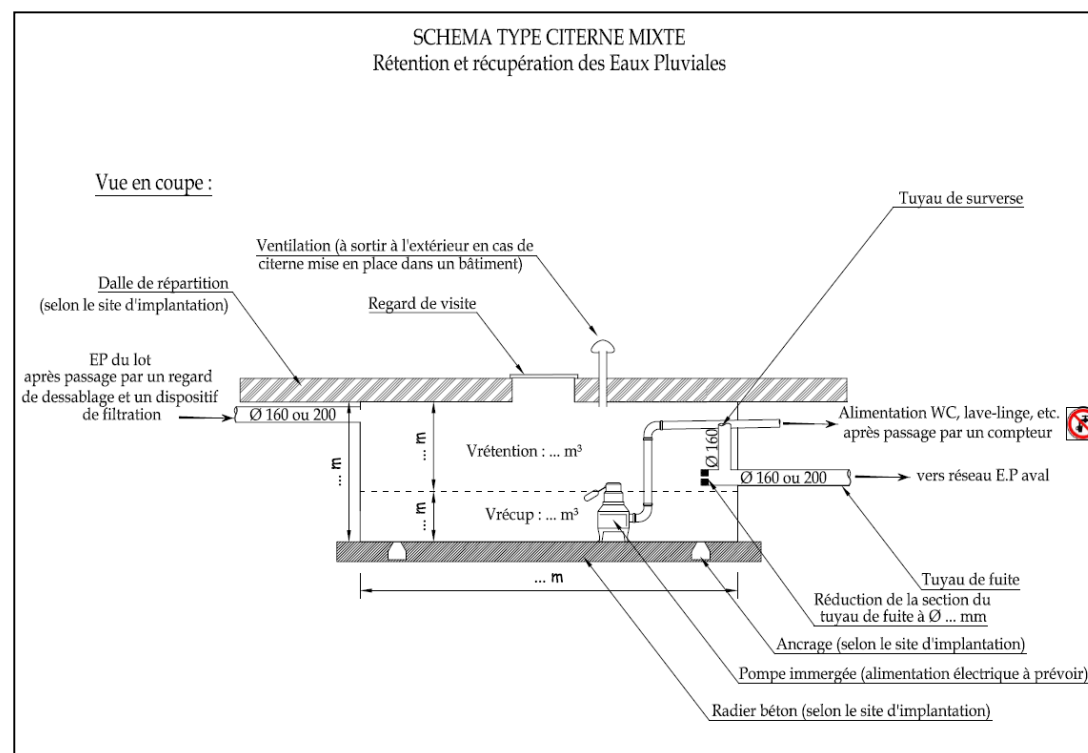 SCHEMA TYPE CITERNE MIXTE
Rétention et récupération des Eaux Pluviales
Vue en coupe :
Tuyau de surverse
Ventilation (à sortir à l'extérieur en cas de
citerne mise en place dans un bâtiment)
Dalle de répartition
(selon le site d'implantation)
Regard de visite
EP du lot
après passage par un regard
de dessablage et un dispositif
de filtration
Ø 160 ou 200
Alimentation WC, lave-linge, etc.
après passage par un compteur
... m
... m
Vrétention : ... m³
Ø 160
Ø 160 ou 200
vers réseau E.P aval
... m
Vrécup : ... m³
... m
Tuyau de fuite
Réduction de la section du
tuyau de fuite à Ø ... mm
Ancrage (selon le site d'implantation)
Pompe immergée (alimentation électrique à prévoir)
Radier béton (selon le site d'implantation)